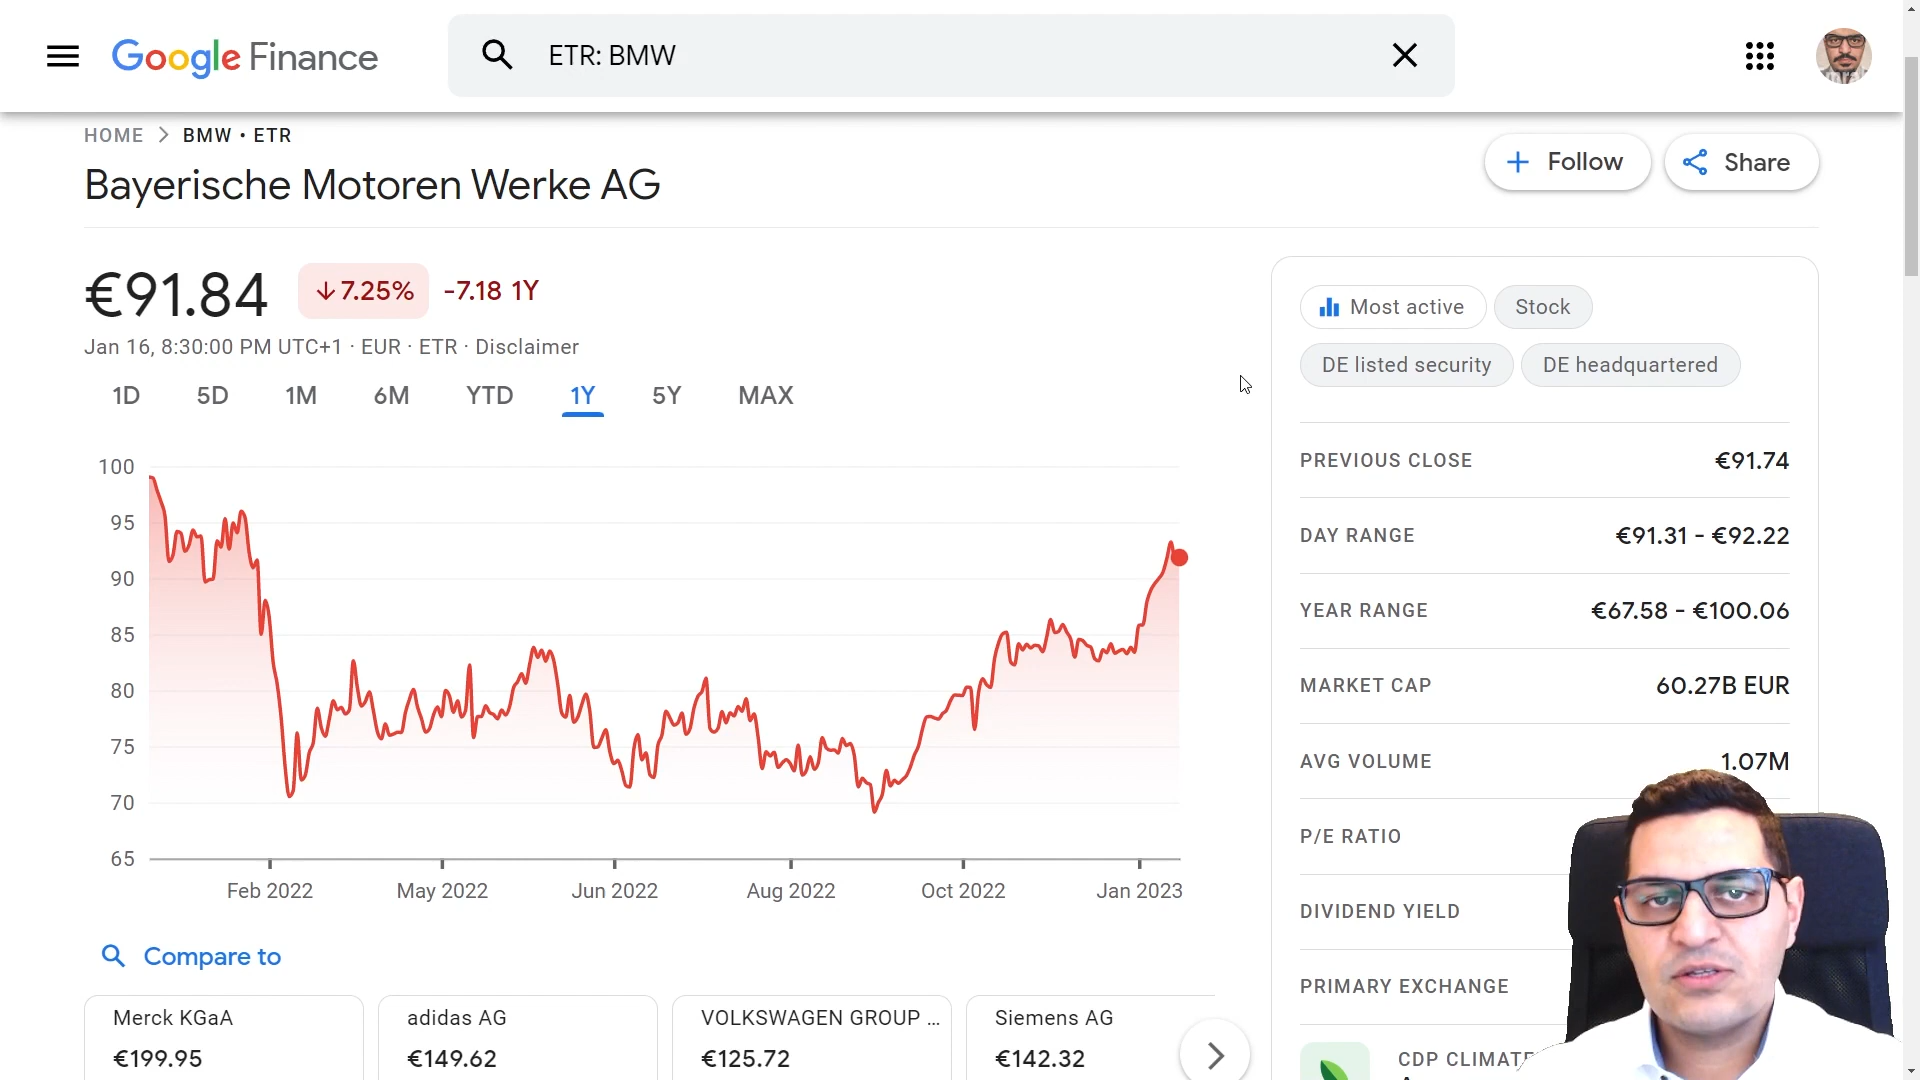 Google Finance
ETR: BMW
HOME > BMW • ETR
Bayerische Motoren Werke AG
Follow
Share
€91.84
↓7.25%
-7.18 1Y
Jan 16, 8:30:00 PM UTC+1 · EUR · ETR · Disclaimer
1D 5D 1M 6M YTD 1Y 5Y MAX
100
95
90
85
80
75
70
65
Feb 2022 May 2022 Jun 2022 Aug 2022 Oct 2022 Jan 2023
Compare to
Merck KGaA
€199.95
adidas AG
€149.62
VOLKSWAGEN GROUP ...
€125.72
Siemens AG
€142.32
Most active
Stock
DE listed security
DE headquartered
PREVIOUS CLOSE €91.74
DAY RANGE €91.31 - €92.22
YEAR RANGE €67.58 - €100.06
MARKET CAP 60.27B EUR
AVG VOLUME 1.07M
P/E RATIO
DIVIDEND YIELD
PRIMARY EXCHANGE
CDP CLIMATE